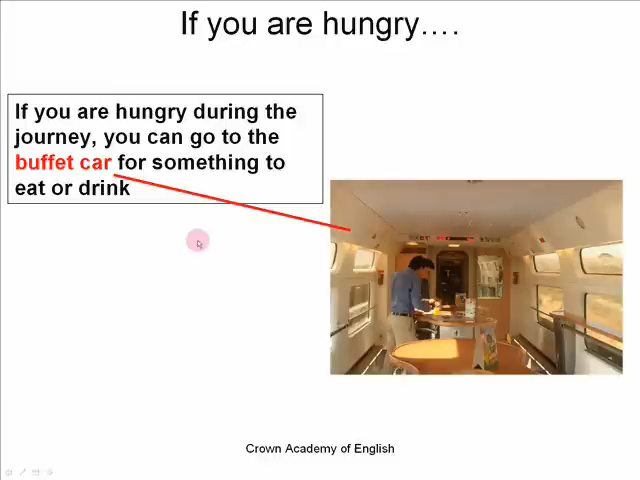 If you are hungry….
If you are hungry during the
journey, you can go to the
buffet car for something to
eat or drink
Crown Academy of English